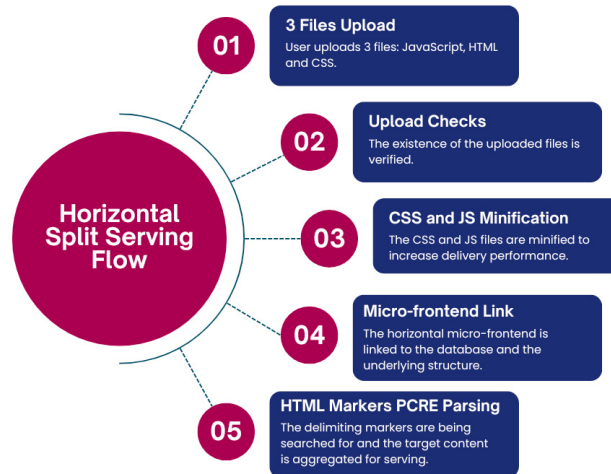 Horizontal
Split Serving
Flow
01
3 Files Upload
User uploads 3 files: JavaScript, HTML
and CSS.
02
Upload Checks
The existence of the uploaded files is
verified.
03
CSS and JS Minification
The CSS and JS files are minified to
increase delivery performance.
04
Micro-frontend Link
The horizontal micro-frontend is
linked to the database and the
underlying structure.
05
HTML Markers PCRE Parsing
The delimiting markers are being
searched for and the target content
is aggregated for serving.